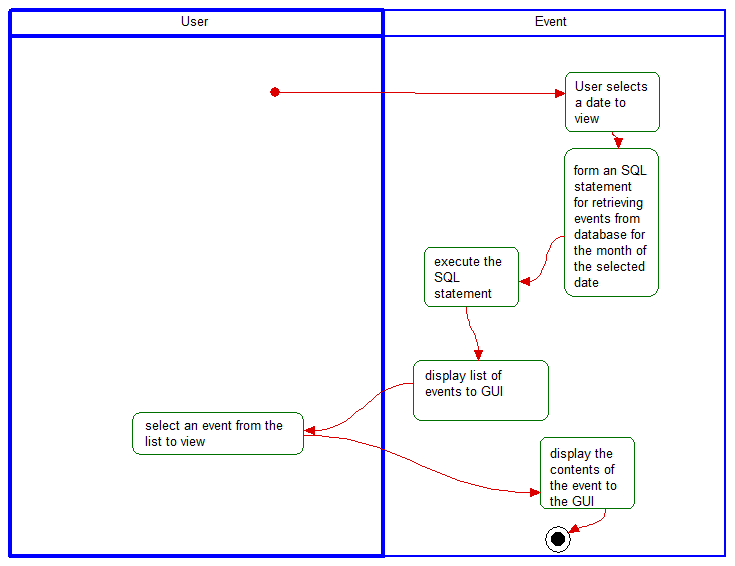 User
Event
User selects
a date to
view
form an SQL
statement
for retrieving
events from
database for
the month of
the selected
date
execute the
SQL
statement
display list of
events to GUI
select an event from the
list to view
display the
contents of
the event to
the GUI